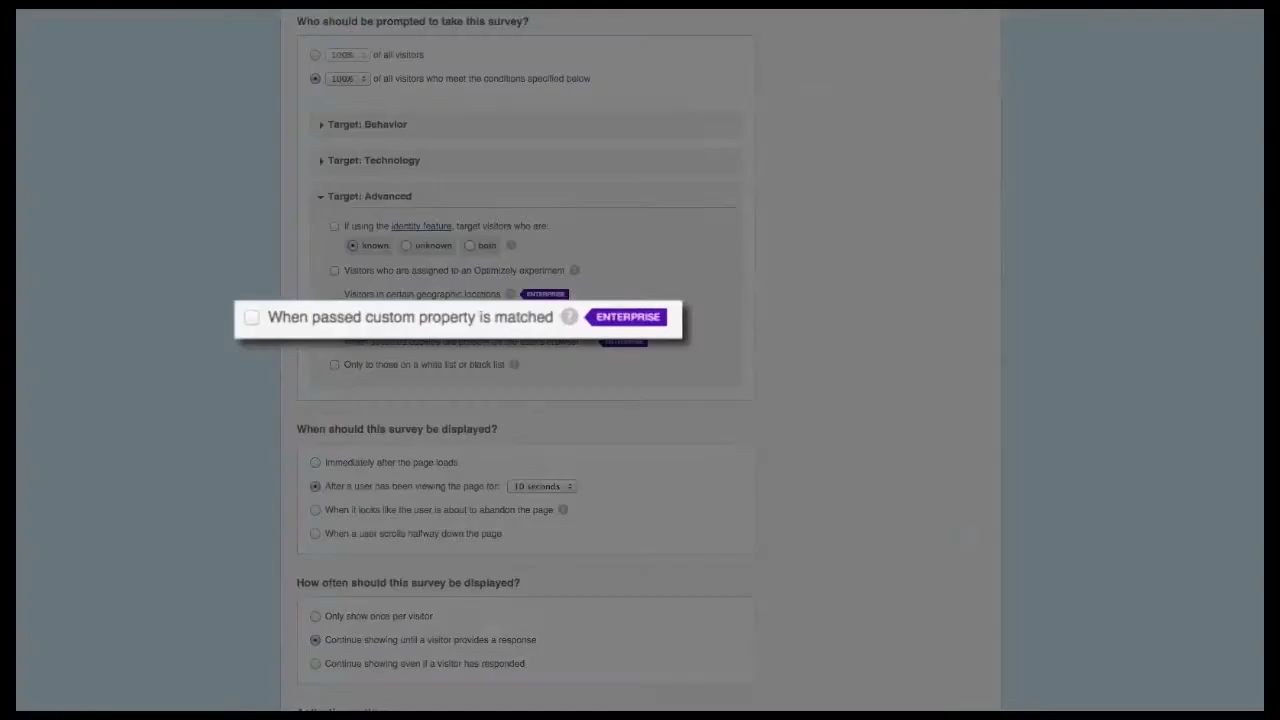 Who should be prompted to take this survey?
100% of all visitors
100% of all visitors who meet the conditions specified below
Target: Behavior
Target: Technology
Target: Advanced
If using the identity feature, target visitors who are:
known unknown both ?
Visitors who are assigned to an Optimizely experiment ?
Visitors in certain geographic locations ? ENTERPRISE
When passed custom property is matched ? ENTERPRISE
ENTERPRISE
Only to those on a white list or black list ?
When should this survey be displayed?
Immediately after the page loads
After a user has been viewing the page for: 10 seconds
When it looks like the user is about to abandon the page ?
When a user scrolls halfway down the page
How often should this survey be displayed?
Only show once per visitor
Continue showing until a visitor provides a response
Continue showing even if a visitor has responded